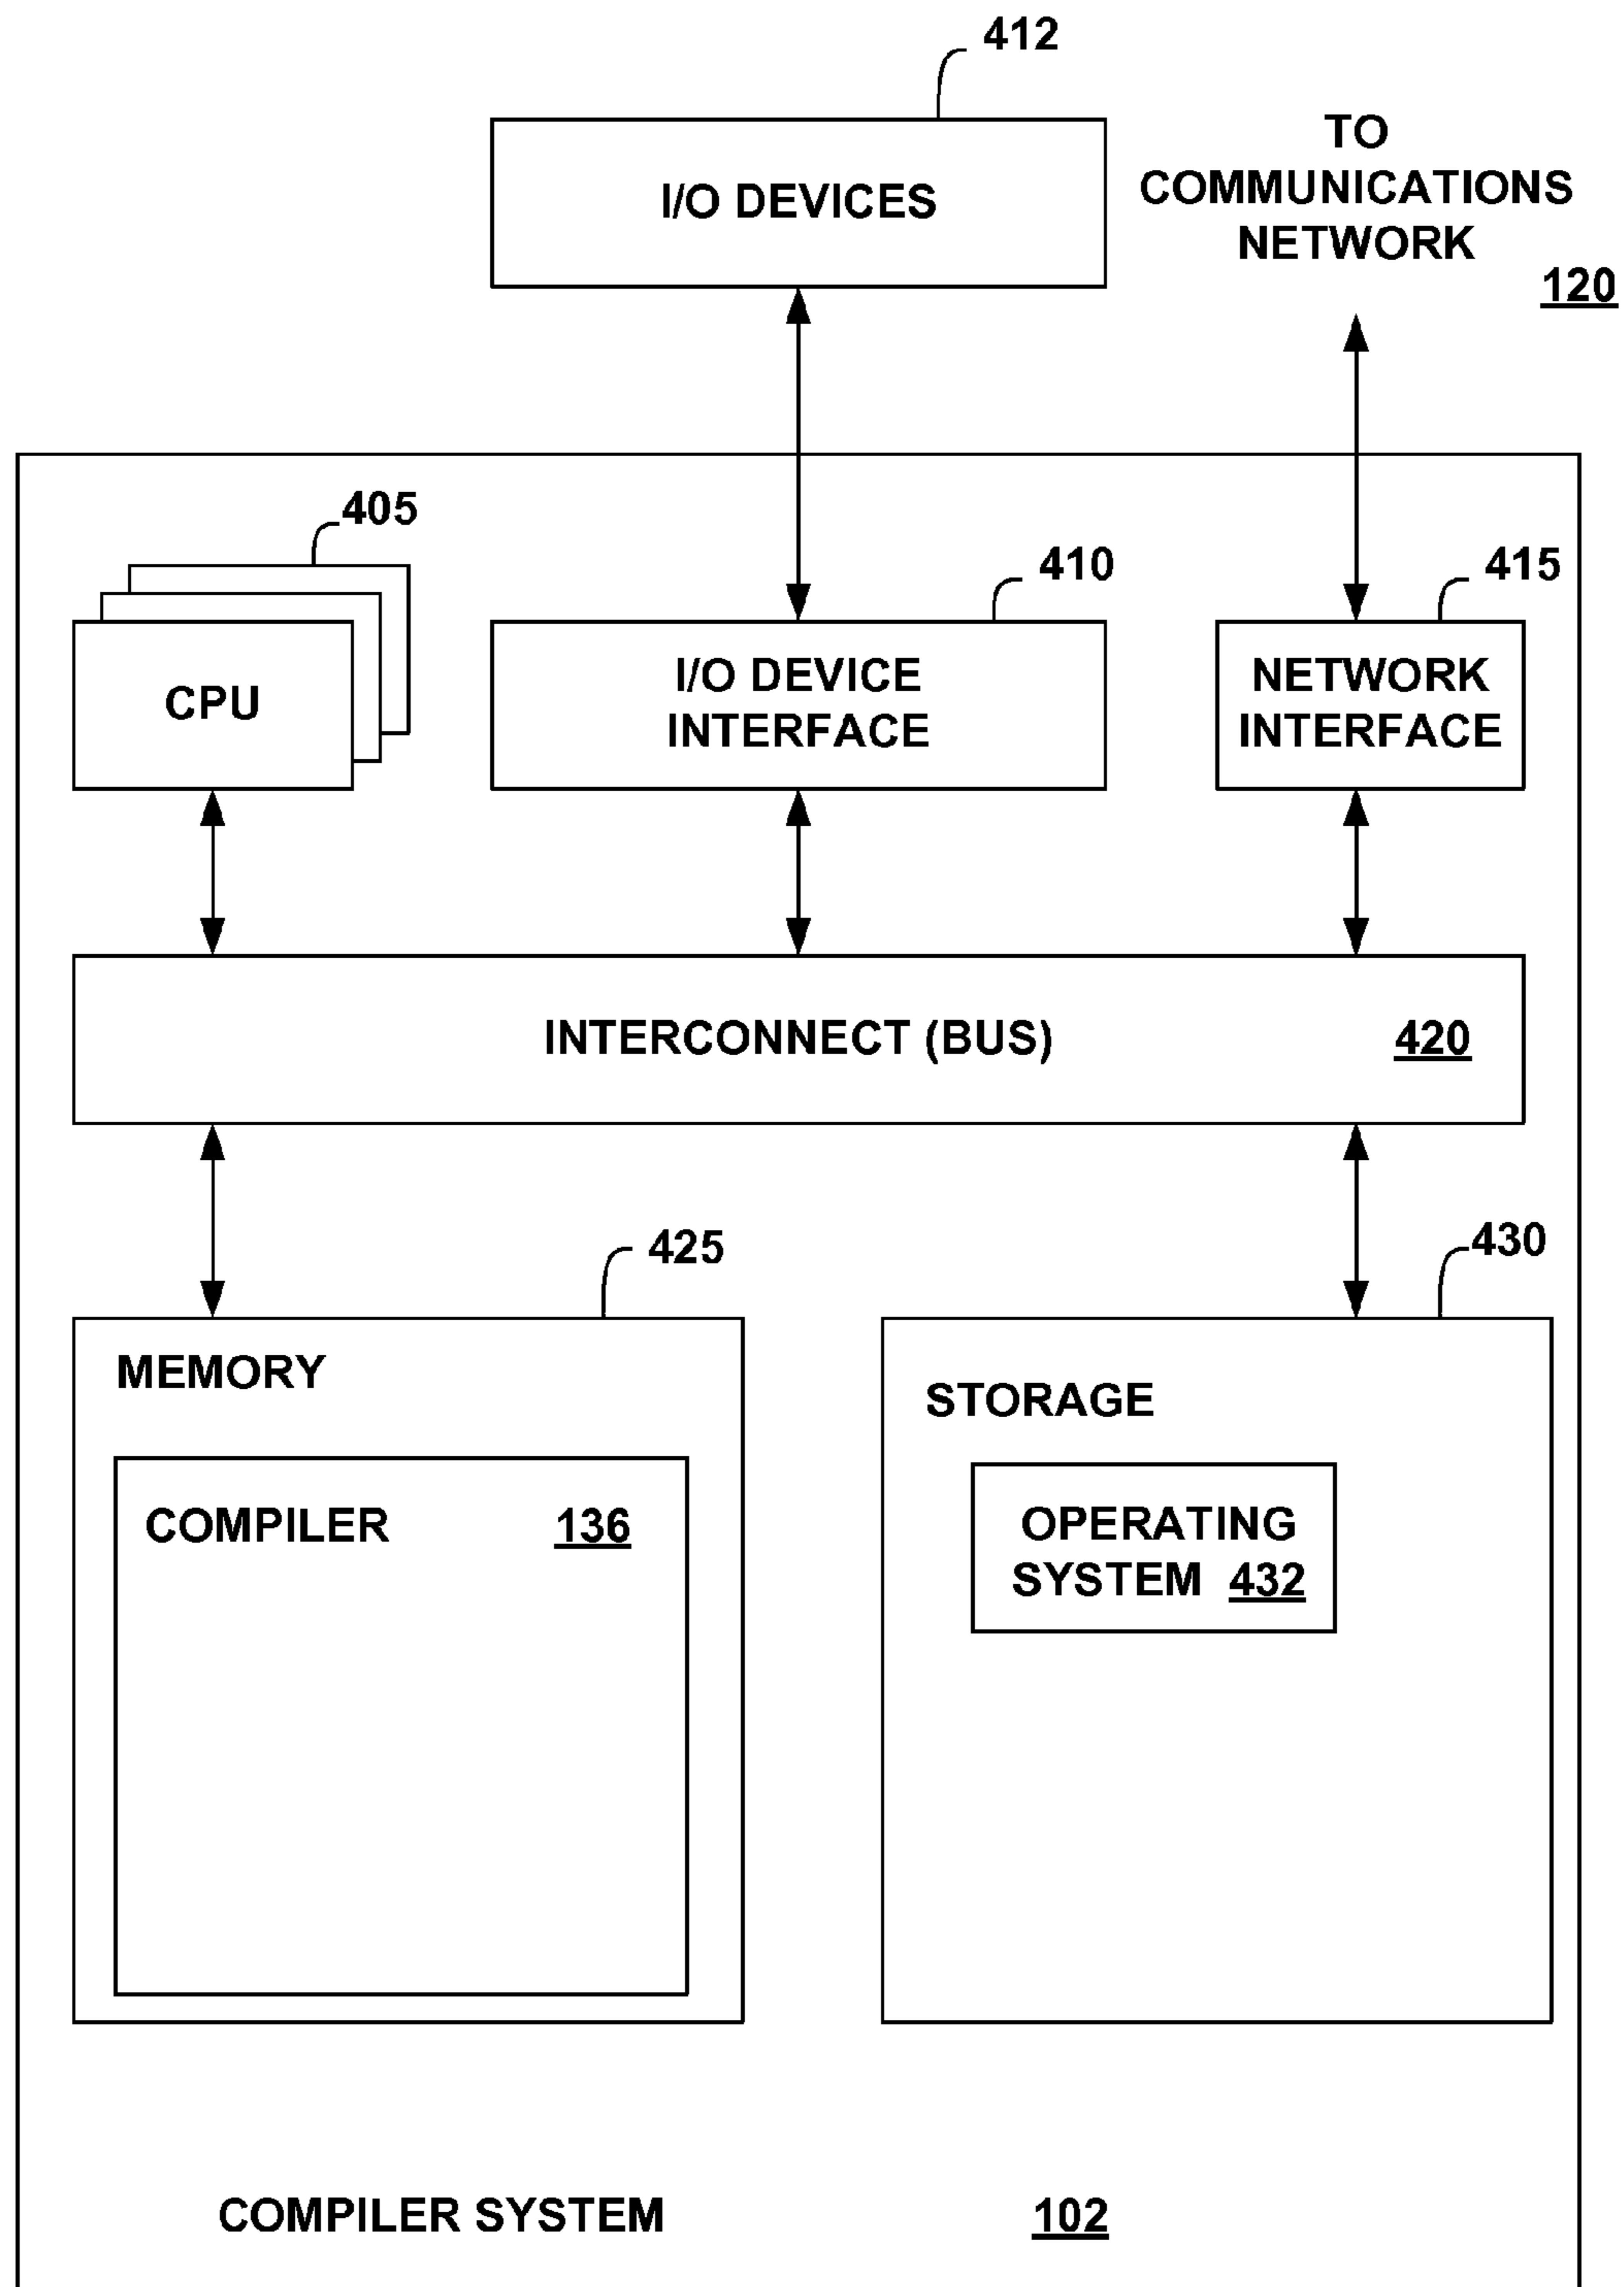 412
I/O DEVICES
TO
COMMUNICATIONS
NETWORK
120
405
410
415
CPU
I/O DEVICE
INTERFACE
NETWORK
INTERFACE
INTERCONNECT (BUS) 420
425
430
MEMORY
COMPILER 136
STORAGE
OPERATING
SYSTEM 432
COMPILER SYSTEM 102